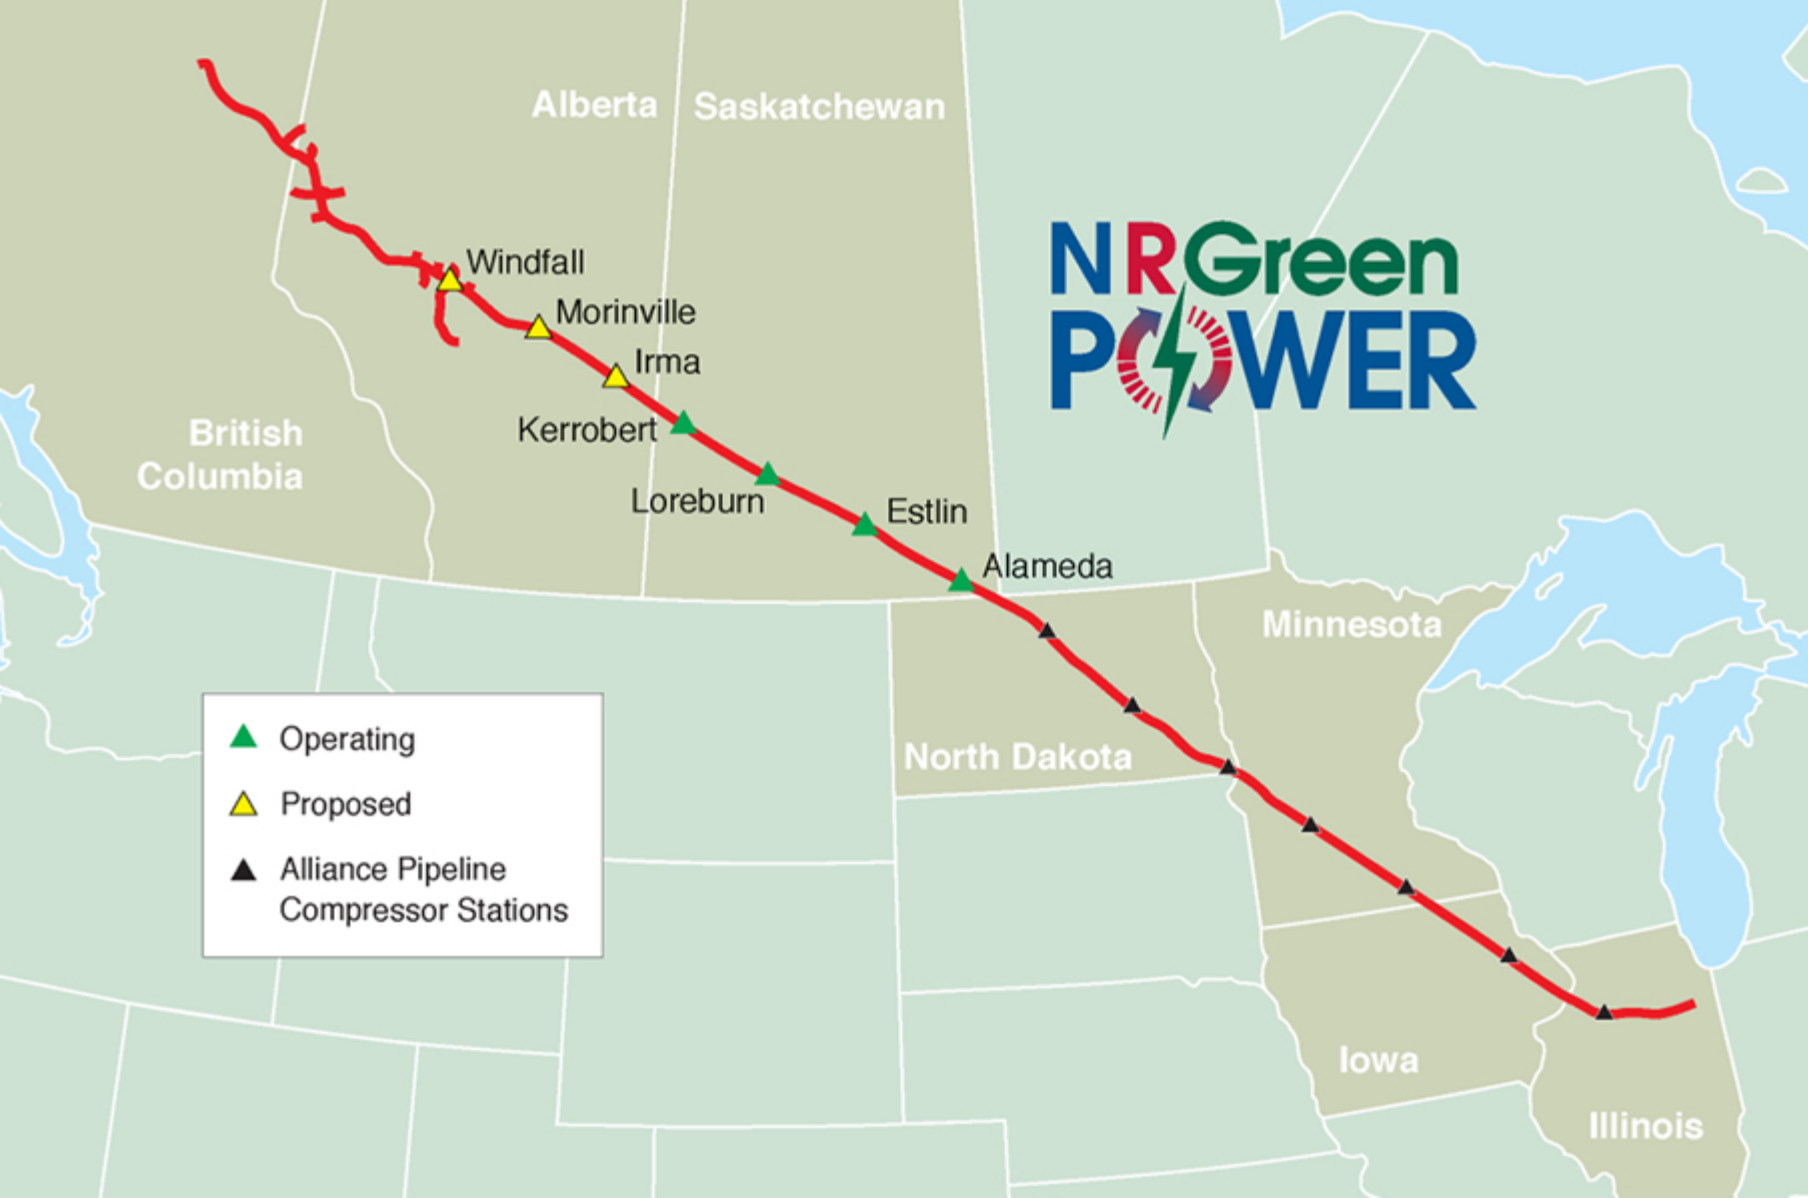 Alberta
Saskatchewan
NRGreen
POWER
Windfall
Morinville
Irma
Kerrobert
British
Columbia
Loreburn
Estlin
Alameda
Minnesota
North Dakota
Operating
Proposed
Alliance Pipeline
Compressor Stations
Iowa
Illinois